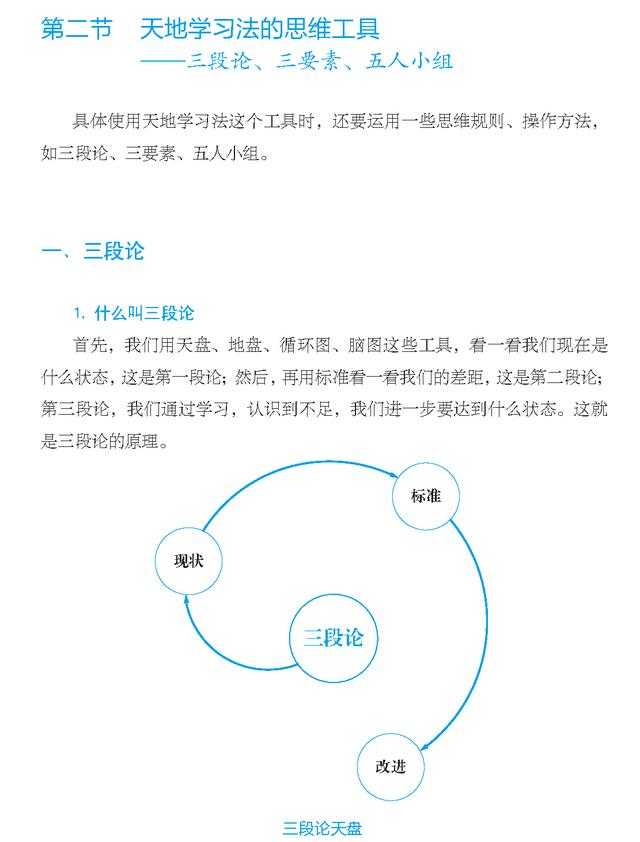 第二节 天地学习法的思维工具
——三段论、三要素、五人小组
具体使用天地学习法这个工具时，还要运用一些思维规则、操作方法，
如三段论、三要素、五人小组。
一、三段论
1. 什么叫三段论
首先，我们用天盘、地盘、循环图、脑图这些工具，看一看我们现在是
什么状态，这是第一段论；然后，再用标准看一看我们的差距，这是第二段论；
第三段论，我们通过学习，认识到不足，我们进一步要达到什么状态。这就
是三段论的原理。
标准
现状
三段论
改进
三段论天盘